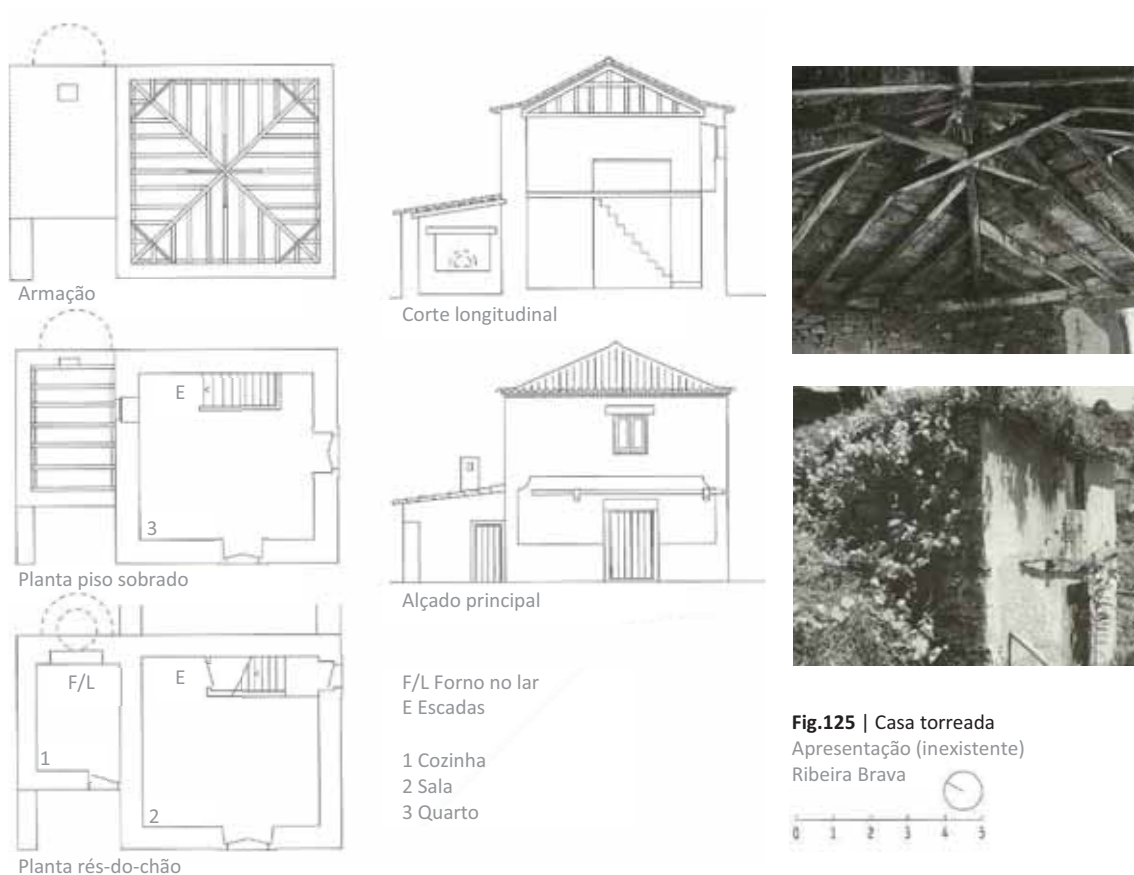 Armação
Corte longitudinal
E
3
Planta piso sobrado
Alçado principal
F/L
E
1
2
Planta rés-do-chão
F/L Forno no lar
E Escadas
1 Cozinha
2 Sala
3 Quarto
Fig.125 | Casa torreada
Apresentação (inexistente)
Ribeira Brava
0 1 2 3 4 5